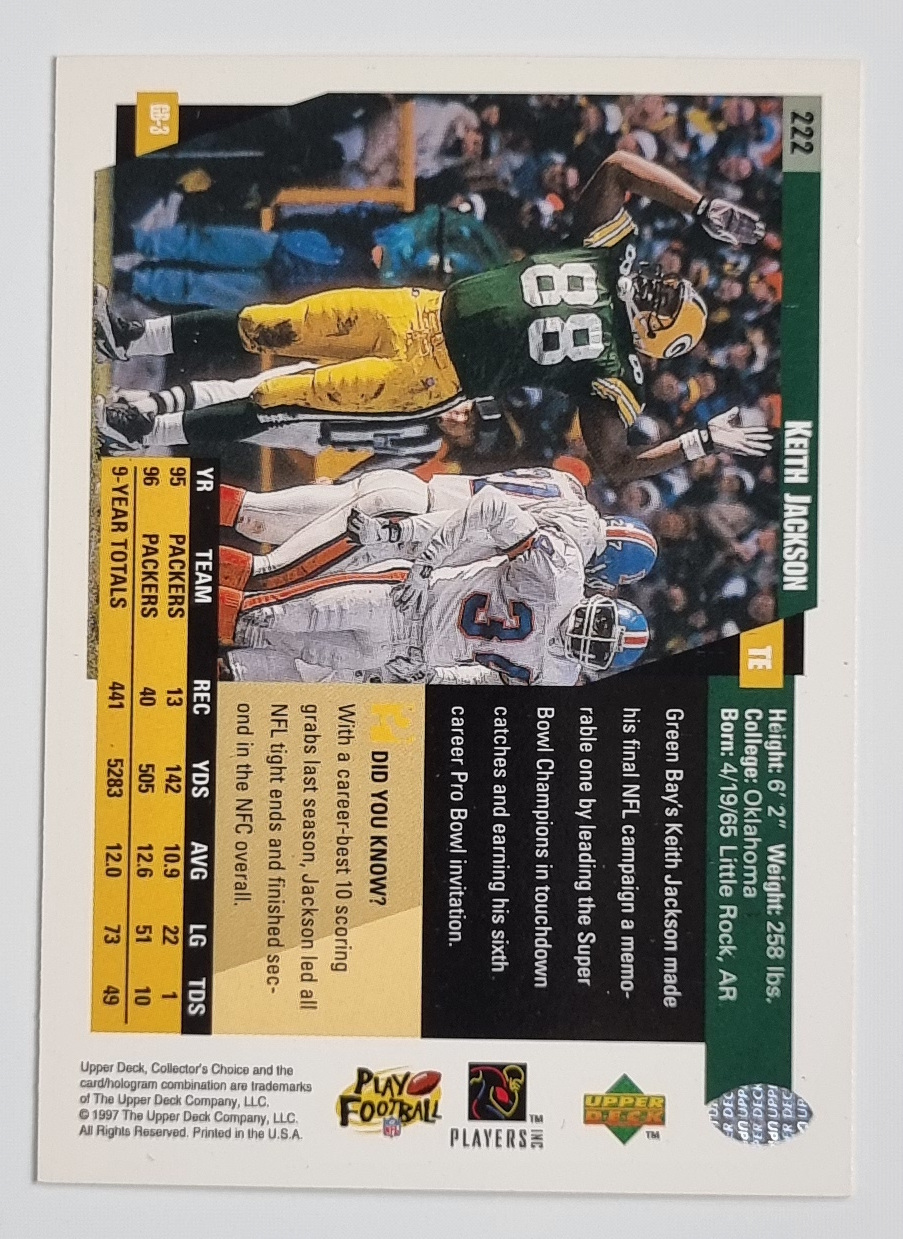 222
KEITH JACKSON
TE
GB-3
Height: 6' 2" Weight: 258 lbs.
College: Oklahoma
Born: 4/19/65 Little Rock, AR
Green Bay's Keith Jackson made
his final NFL campaign a memo-
rable one by leading the Super
Bowl Champions in touchdown
catches and earning his sixth
career Pro Bowl invitation.
DID YOU KNOW?
With a career-best 10 scoring
grabs last season, Jackson led all
NFL tight ends and finished sec-
ond in the NFC overall.
YR TEAM REC YDS AVG LG TDS
95 PACKERS 13 142 10.9 22 1
96 PACKERS 40 505 12.6 51 10
9-YEAR TOTALS 441 5283 12.0 73 49
88
34
UPPER
DECK
TM
TM
PLAYERS INC
PLAY
FOOTBALL
NFL
Upper Deck, Collector's Choice and the
card/hologram combination are trademarks
of The Upper Deck Company, LLC.
© 1997 The Upper Deck Company, LLC.
All Rights Reserved. Printed in the U.S.A.